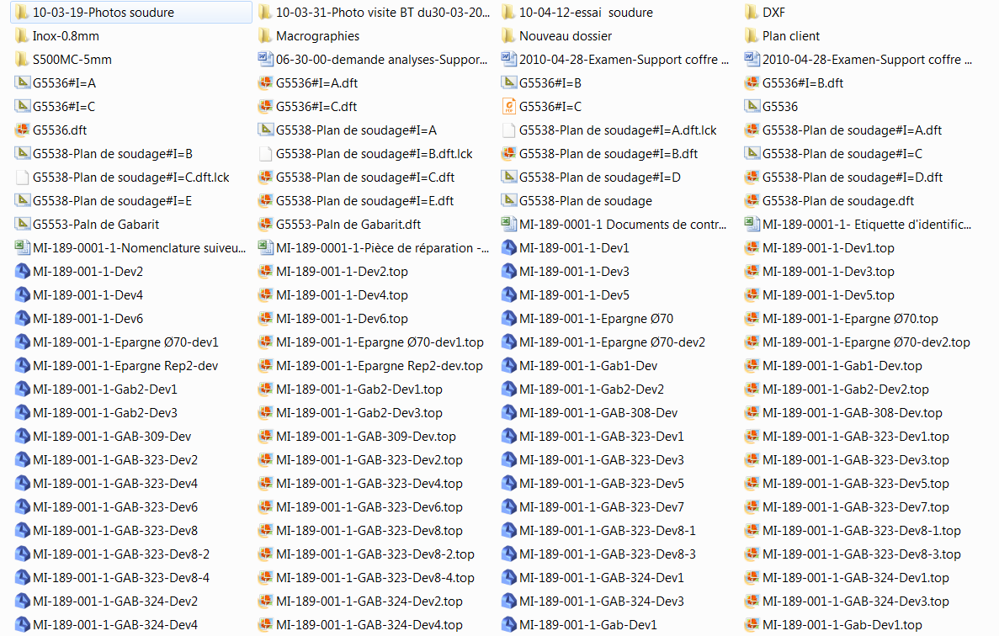 10-03-19-Photos soudure 10-03-31-Photo visite BT du30-03-20... 10-04-12-essai  soudure DXF
Inox-0.8mm Macrographies Nouveau dossier Plan client
S500MC-5mm 06-30-00-demande analyses-Suppor... 2010-04-28-Examen-Support coffre ... 2010-04-28-Examen-Support coffre ...
G5536#I=A G5536#I=A.dft G5536#I=B G5536#I=B.dft
G5536#I=C G5536#I=C.dft G5536#I=C G5536
G5536.dft G5538-Plan de soudage#I=A G5538-Plan de soudage#I=A.dft.lck G5538-Plan de soudage#I=A.dft
G5538-Plan de soudage#I=B G5538-Plan de soudage#I=B.dft.lck G5538-Plan de soudage#I=B.dft G5538-Plan de soudage#I=C
G5538-Plan de soudage#I=C.dft.lck G5538-Plan de soudage#I=C.dft G5538-Plan de soudage#I=D G5538-Plan de soudage#I=D.dft
G5538-Plan de soudage#I=E G5538-Plan de soudage#I=E.dft G5538-Plan de soudage G5538-Plan de soudage.dft
G5553-Paln de Gabarit G5553-Paln de Gabarit.dft MI-189-0001-1 Documents de contr... MI-189-0001-1- Etiquette d'identific...
MI-189-0001-1-Nomenclature suiveu... MI-189-0001-1-Pièce de réparation -... MI-189-001-1-Dev1 MI-189-001-1-Dev1.top
MI-189-001-1-Dev2 MI-189-001-1-Dev2.top MI-189-001-1-Dev3 MI-189-001-1-Dev3.top
MI-189-001-1-Dev4 MI-189-001-1-Dev4.top MI-189-001-1-Dev5 MI-189-001-1-Dev5.top
MI-189-001-1-Dev6 MI-189-001-1-Dev6.top MI-189-001-1-Epargne Ø70 MI-189-001-1-Epargne Ø70.top
MI-189-001-1-Epargne Ø70-dev1 MI-189-001-1-Epargne Ø70-dev1.top MI-189-001-1-Epargne Ø70-dev2 MI-189-001-1-Epargne Ø70-dev2.top
MI-189-001-1-Epargne Rep2-dev MI-189-001-1-Epargne Rep2-dev.top MI-189-001-1-Gab1-Dev MI-189-001-1-Gab1-Dev.top
MI-189-001-1-Gab2-Dev1 MI-189-001-1-Gab2-Dev1.top MI-189-001-1-Gab2-Dev2 MI-189-001-1-Gab2-Dev2.top
MI-189-001-1-Gab2-Dev3 MI-189-001-1-Gab2-Dev3.top MI-189-001-1-GAB-308-Dev MI-189-001-1-GAB-308-Dev.top
MI-189-001-1-GAB-309-Dev MI-189-001-1-GAB-309-Dev.top MI-189-001-1-GAB-323-Dev1 MI-189-001-1-GAB-323-Dev1.top
MI-189-001-1-GAB-323-Dev2 MI-189-001-1-GAB-323-Dev2.top MI-189-001-1-GAB-323-Dev3 MI-189-001-1-GAB-323-Dev3.top
MI-189-001-1-GAB-323-Dev4 MI-189-001-1-GAB-323-Dev4.top MI-189-001-1-GAB-323-Dev5 MI-189-001-1-GAB-323-Dev5.top
MI-189-001-1-GAB-323-Dev6 MI-189-001-1-GAB-323-Dev6.top MI-189-001-1-GAB-323-Dev7 MI-189-001-1-GAB-323-Dev7.top
MI-189-001-1-GAB-323-Dev8 MI-189-001-1-GAB-323-Dev8.top MI-189-001-1-GAB-323-Dev8-1 MI-189-001-1-GAB-323-Dev8-1.top
MI-189-001-1-GAB-323-Dev8-2 MI-189-001-1-GAB-323-Dev8-2.top MI-189-001-1-GAB-323-Dev8-3 MI-189-001-1-GAB-323-Dev8-3.top
MI-189-001-1-GAB-323-Dev8-4 MI-189-001-1-GAB-323-Dev8-4.top MI-189-001-1-GAB-324-Dev1 MI-189-001-1-GAB-324-Dev1.top
MI-189-001-1-GAB-324-Dev2 MI-189-001-1-GAB-324-Dev2.top MI-189-001-1-GAB-324-Dev3 MI-189-001-1-GAB-324-Dev3.top
MI-189-001-1-GAB-324-Dev4 MI-189-001-1-GAB-324-Dev4.top MI-189-001-1-Gab-Dev1 MI-189-001-1-Gab-Dev1.top